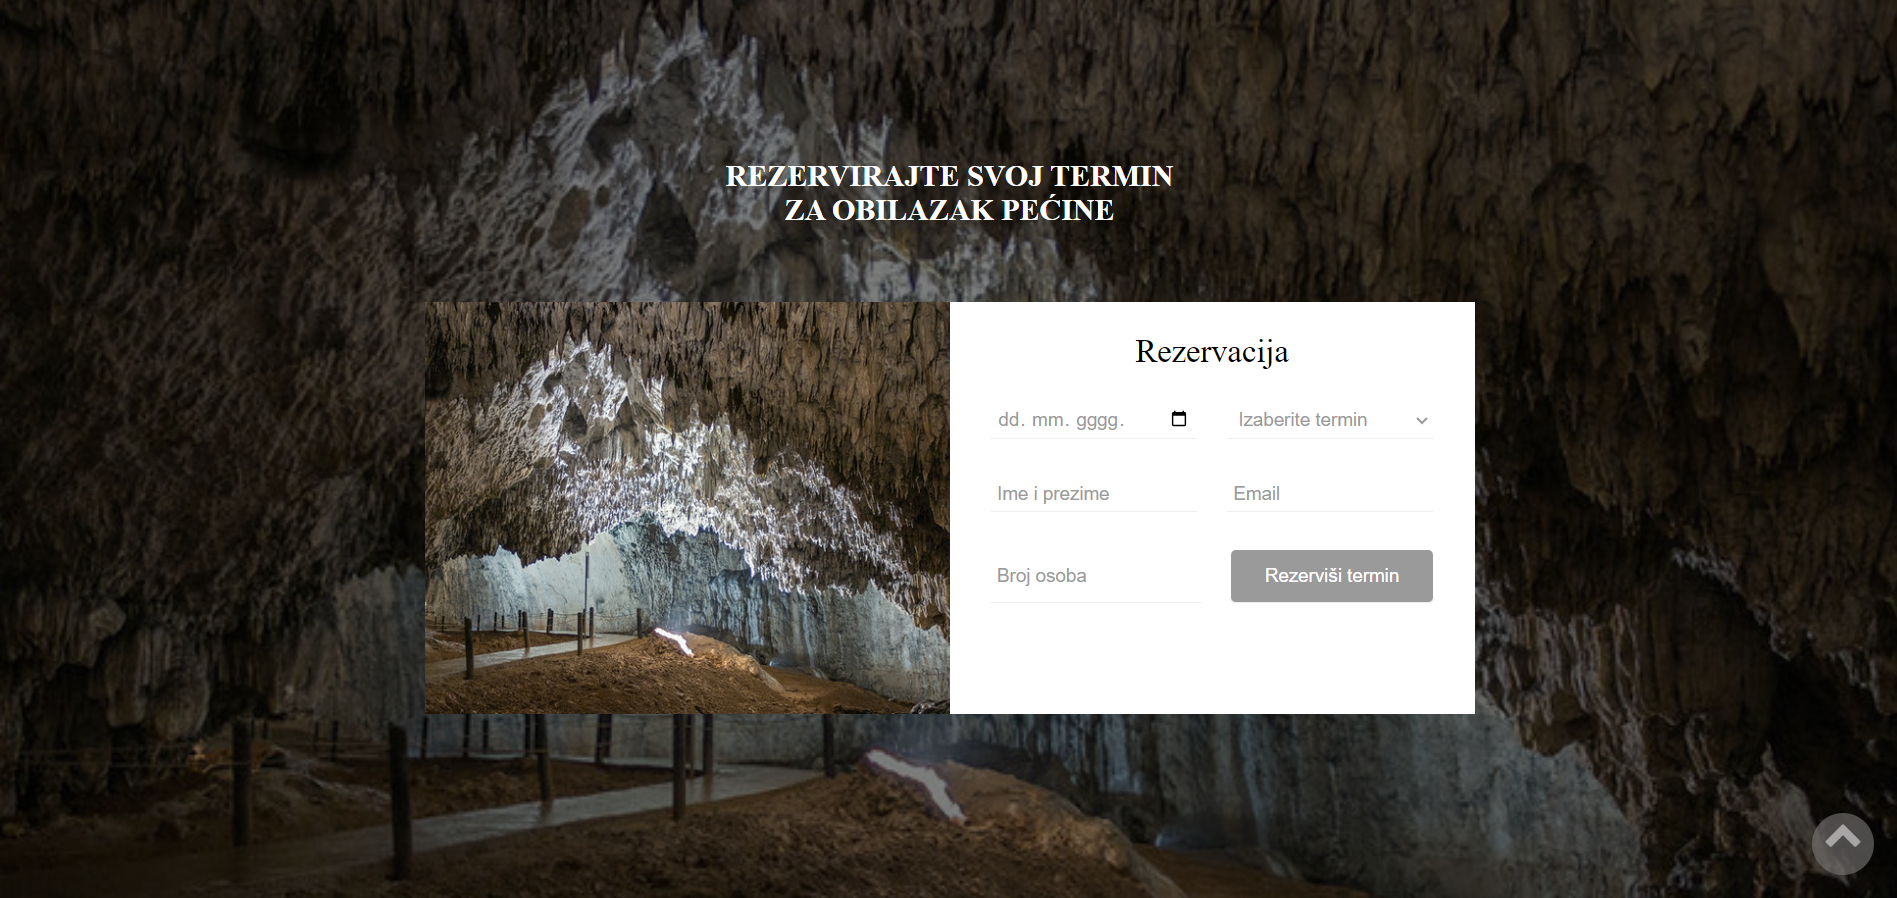 REZERVIRAJTE SVOJ TERMIN
ZA OBILAZAK PEĆINE
Rezervacija
dd. mm. gggg.
Izaberite termin
Ime i prezime
Email
Broj osoba
Rezerviši termin